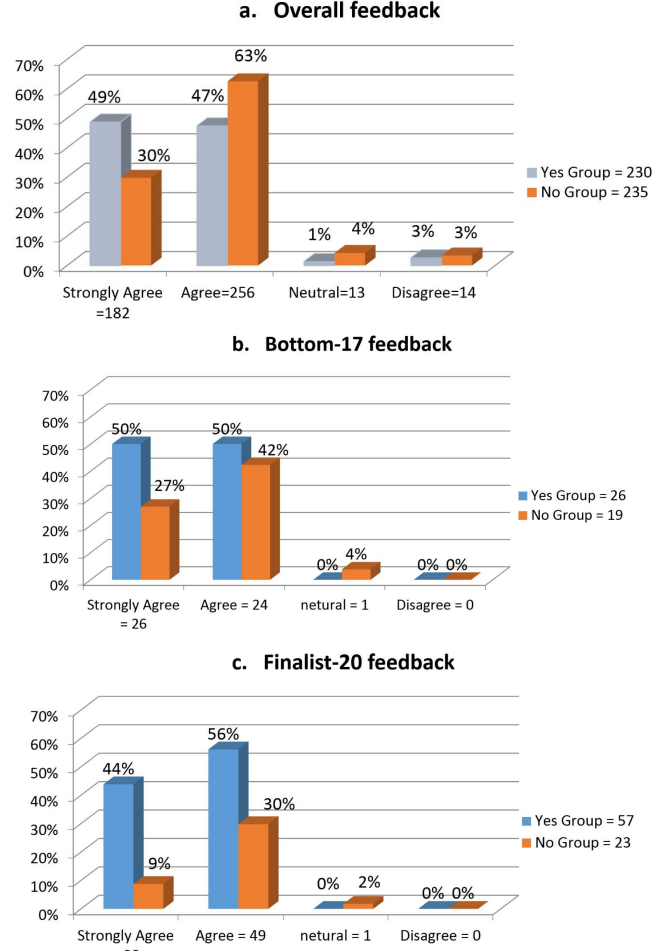 a. Overall feedback
70%
60%
50%
40%
30%
20%
10%
0%
49%
30%
47%
63%
1%
4%
3%
3%
Strongly Agree
=182
Agree=256
Neutral=13
Disagree=14
Yes Group = 230
No Group = 235
b. Bottom-17 feedback
70%
60%
50%
40%
30%
20%
10%
0%
50%
27%
50%
42%
0%
4%
0%
0%
Strongly Agree
= 26
Agree = 24
netural = 1
Disagree = 0
Yes Group = 26
No Group = 19
c. Finalist-20 feedback
70%
60%
50%
40%
30%
20%
10%
0%
44%
9%
56%
30%
0%
2%
0%
0%
Strongly Agree
Agree = 49
netural = 1
Disagree = 0
Yes Group = 57
No Group = 23